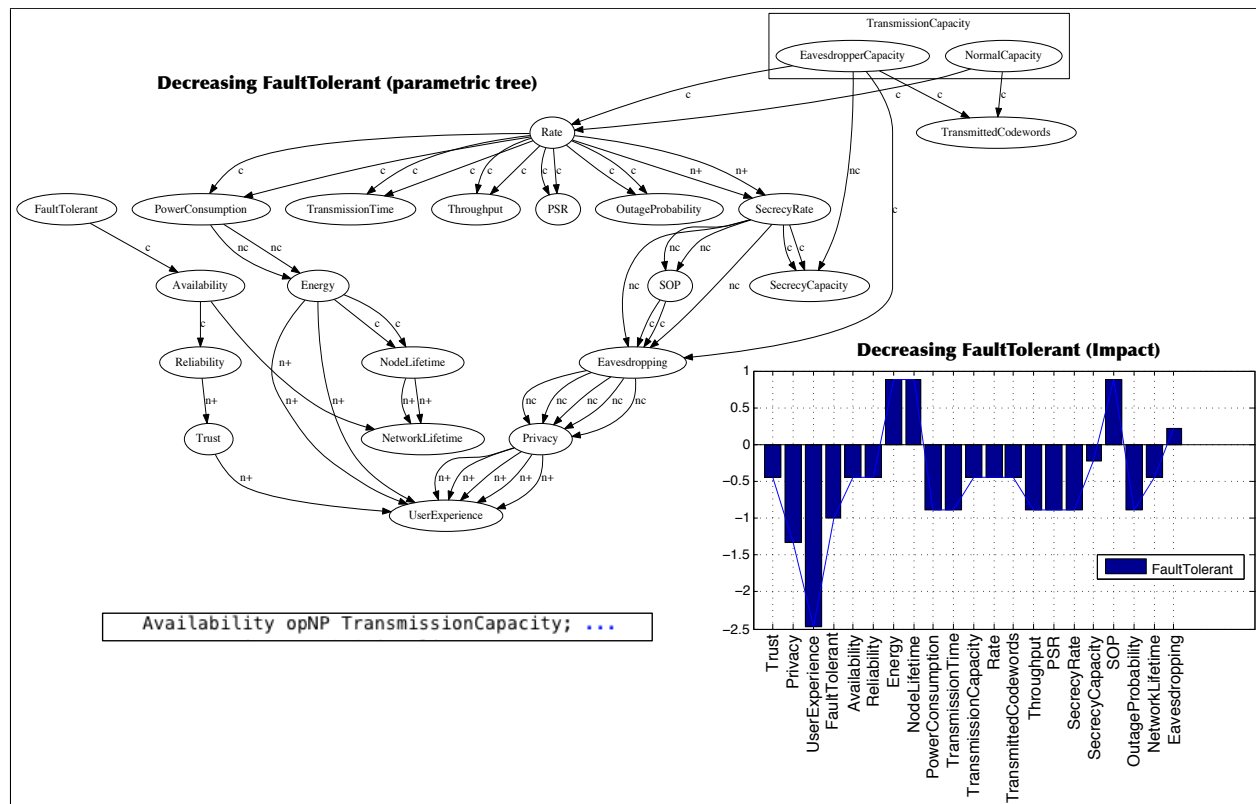 TransmissionCapacity
EavesdropperCapacity
NormalCapacity
Decreasing FaultTolerant (parametric tree)
c
c
c
c
TransmittedCodewords
Rate
c
c
c
c
c
c
c
c
c
c
n+
n+
nc
c
FaultTolerant
PowerConsumption
TransmissionTime
Throughput
PSR
OutageProbability
SecrecyRate
c
nc
nc
nc
nc
c
c
Availability
Energy
nc
SOP
nc
SecrecyCapacity
c
n+
c
c
c
c
Reliability
NodeLifetime
Eavesdropping
n+
n+
n+
n+
n+
nc
nc
nc
nc
nc
Trust
NetworkLifetime
Privacy
n+
n+
n+
n+
n+
n+
UserExperience
Availability opNP TransmissionCapacity; ...
Decreasing FaultTolerant (Impact)
1
0.5
0
−0.5
−1
−1.5
−2
−2.5
FaultTolerant
Trust
Privacy
UserExperience
FaultTolerant
Availability
Reliability
Energy
NodeLifetime
PowerConsumption
TransmissionTime
TransmissionCapacity
Rate
TransmittedCodewords
Throughput
PSR
SecrecyRate
SecrecyCapacity
SOP
OutageProbability
NetworkLifetime
Eavesdropping